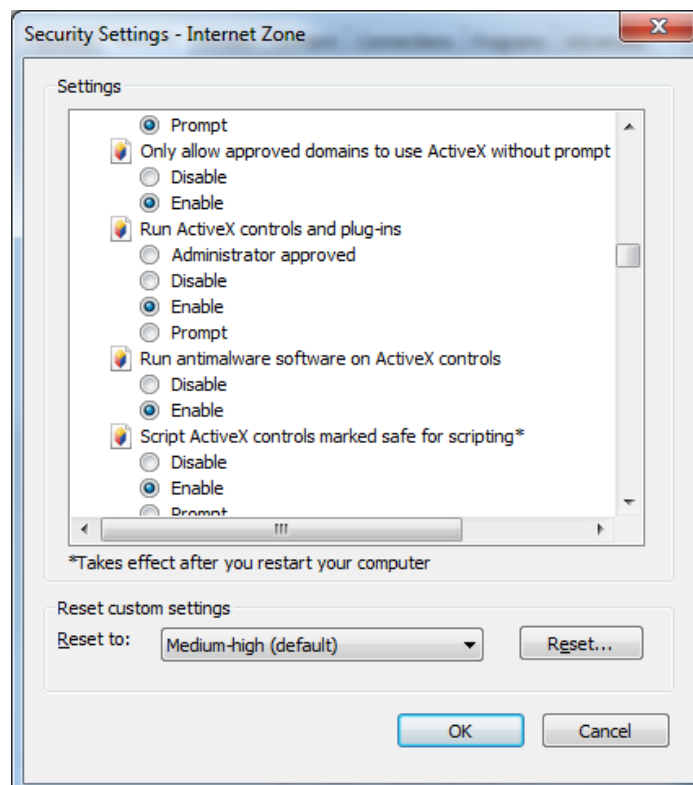 Security Settings - Internet Zone
Connections Programs
Settings
Prompt
Only allow approved domains to use ActiveX without prompt
Disable
Enable
Run ActiveX controls and plug-ins
Administrator approved
Disable
Enable
Prompt
Run antimalware software on ActiveX controls
Disable
Enable
Script ActiveX controls marked safe for scripting*
Disable
Enable
Prompt
*Takes effect after you restart your computer
Reset custom settings
Reset to: Medium-high (default) Reset...
OK Cancel